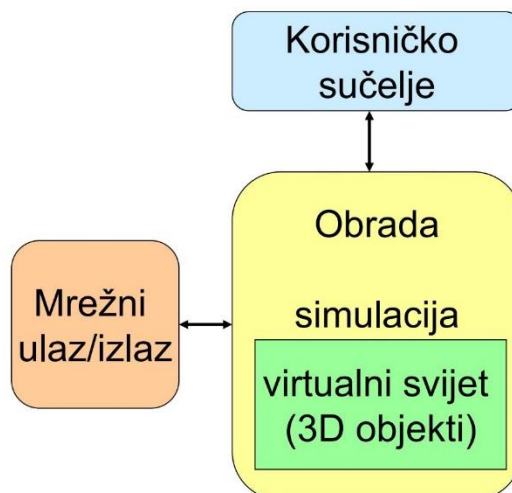 Korisničko
sučelje
Obrada
Mrežni
ulaz/izlaz
simulacija
virtualni svijet
(3D objekti)